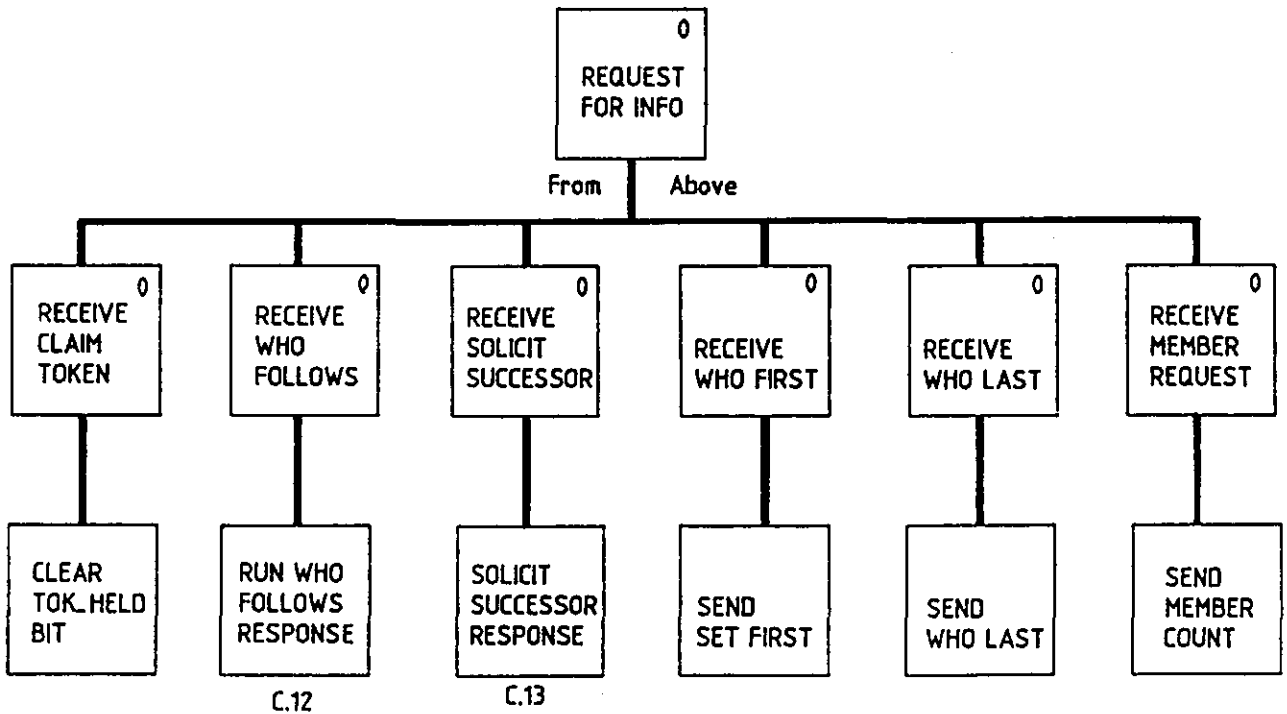 0
REQUEST
FOR INFO
From Above
0
RECEIVE
CLAIM
TOKEN
0
RECEIVE
WHO
FOLLOWS
0
RECEIVE
SOLICIT
SUCCESSOR
0
RECEIVE
WHO FIRST
0
RECEIVE
WHO LAST
0
RECEIVE
MEMBER
REQUEST
CLEAR
TOK_HELD
BIT
RUN WHO
FOLLOWS
RESPONSE
SOLICIT
SUCCESSOR
RESPONSE
SEND
SET FIRST
SEND
WHO LAST
SEND
MEMBER
COUNT
C.12
C.13